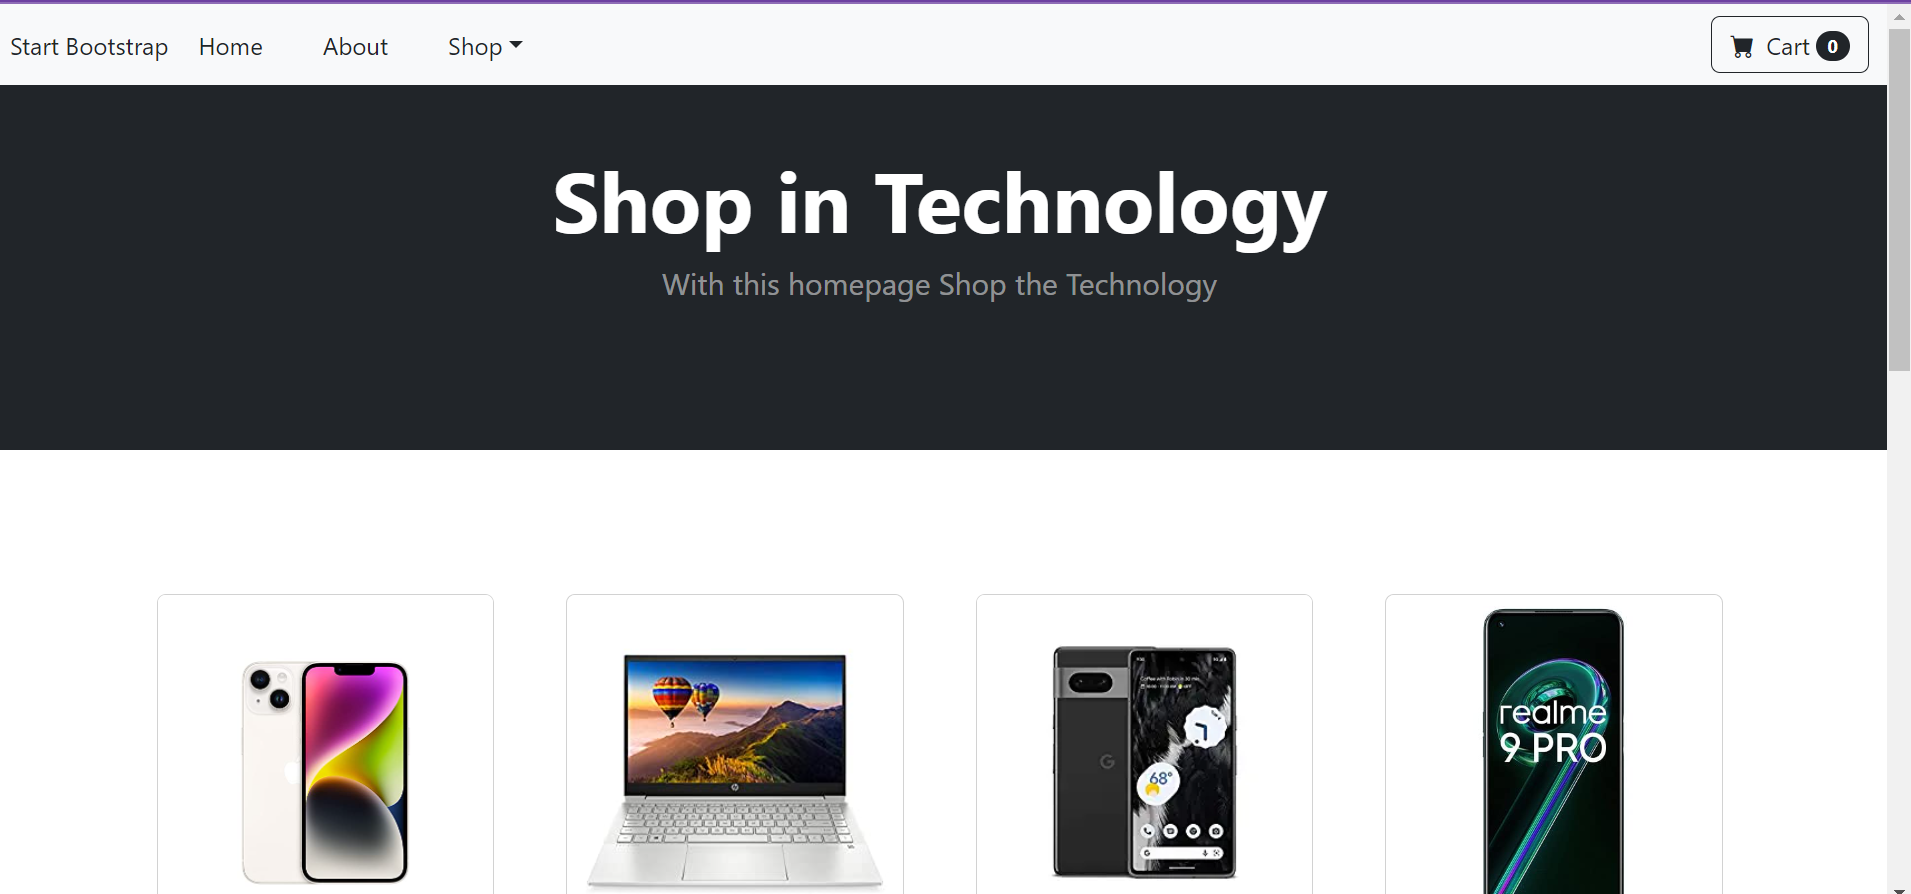 Start Bootstrap Home About Shop Cart 0
Shop in Technology
With this homepage Shop the Technology
realme
9 PRO
68°
G
hp